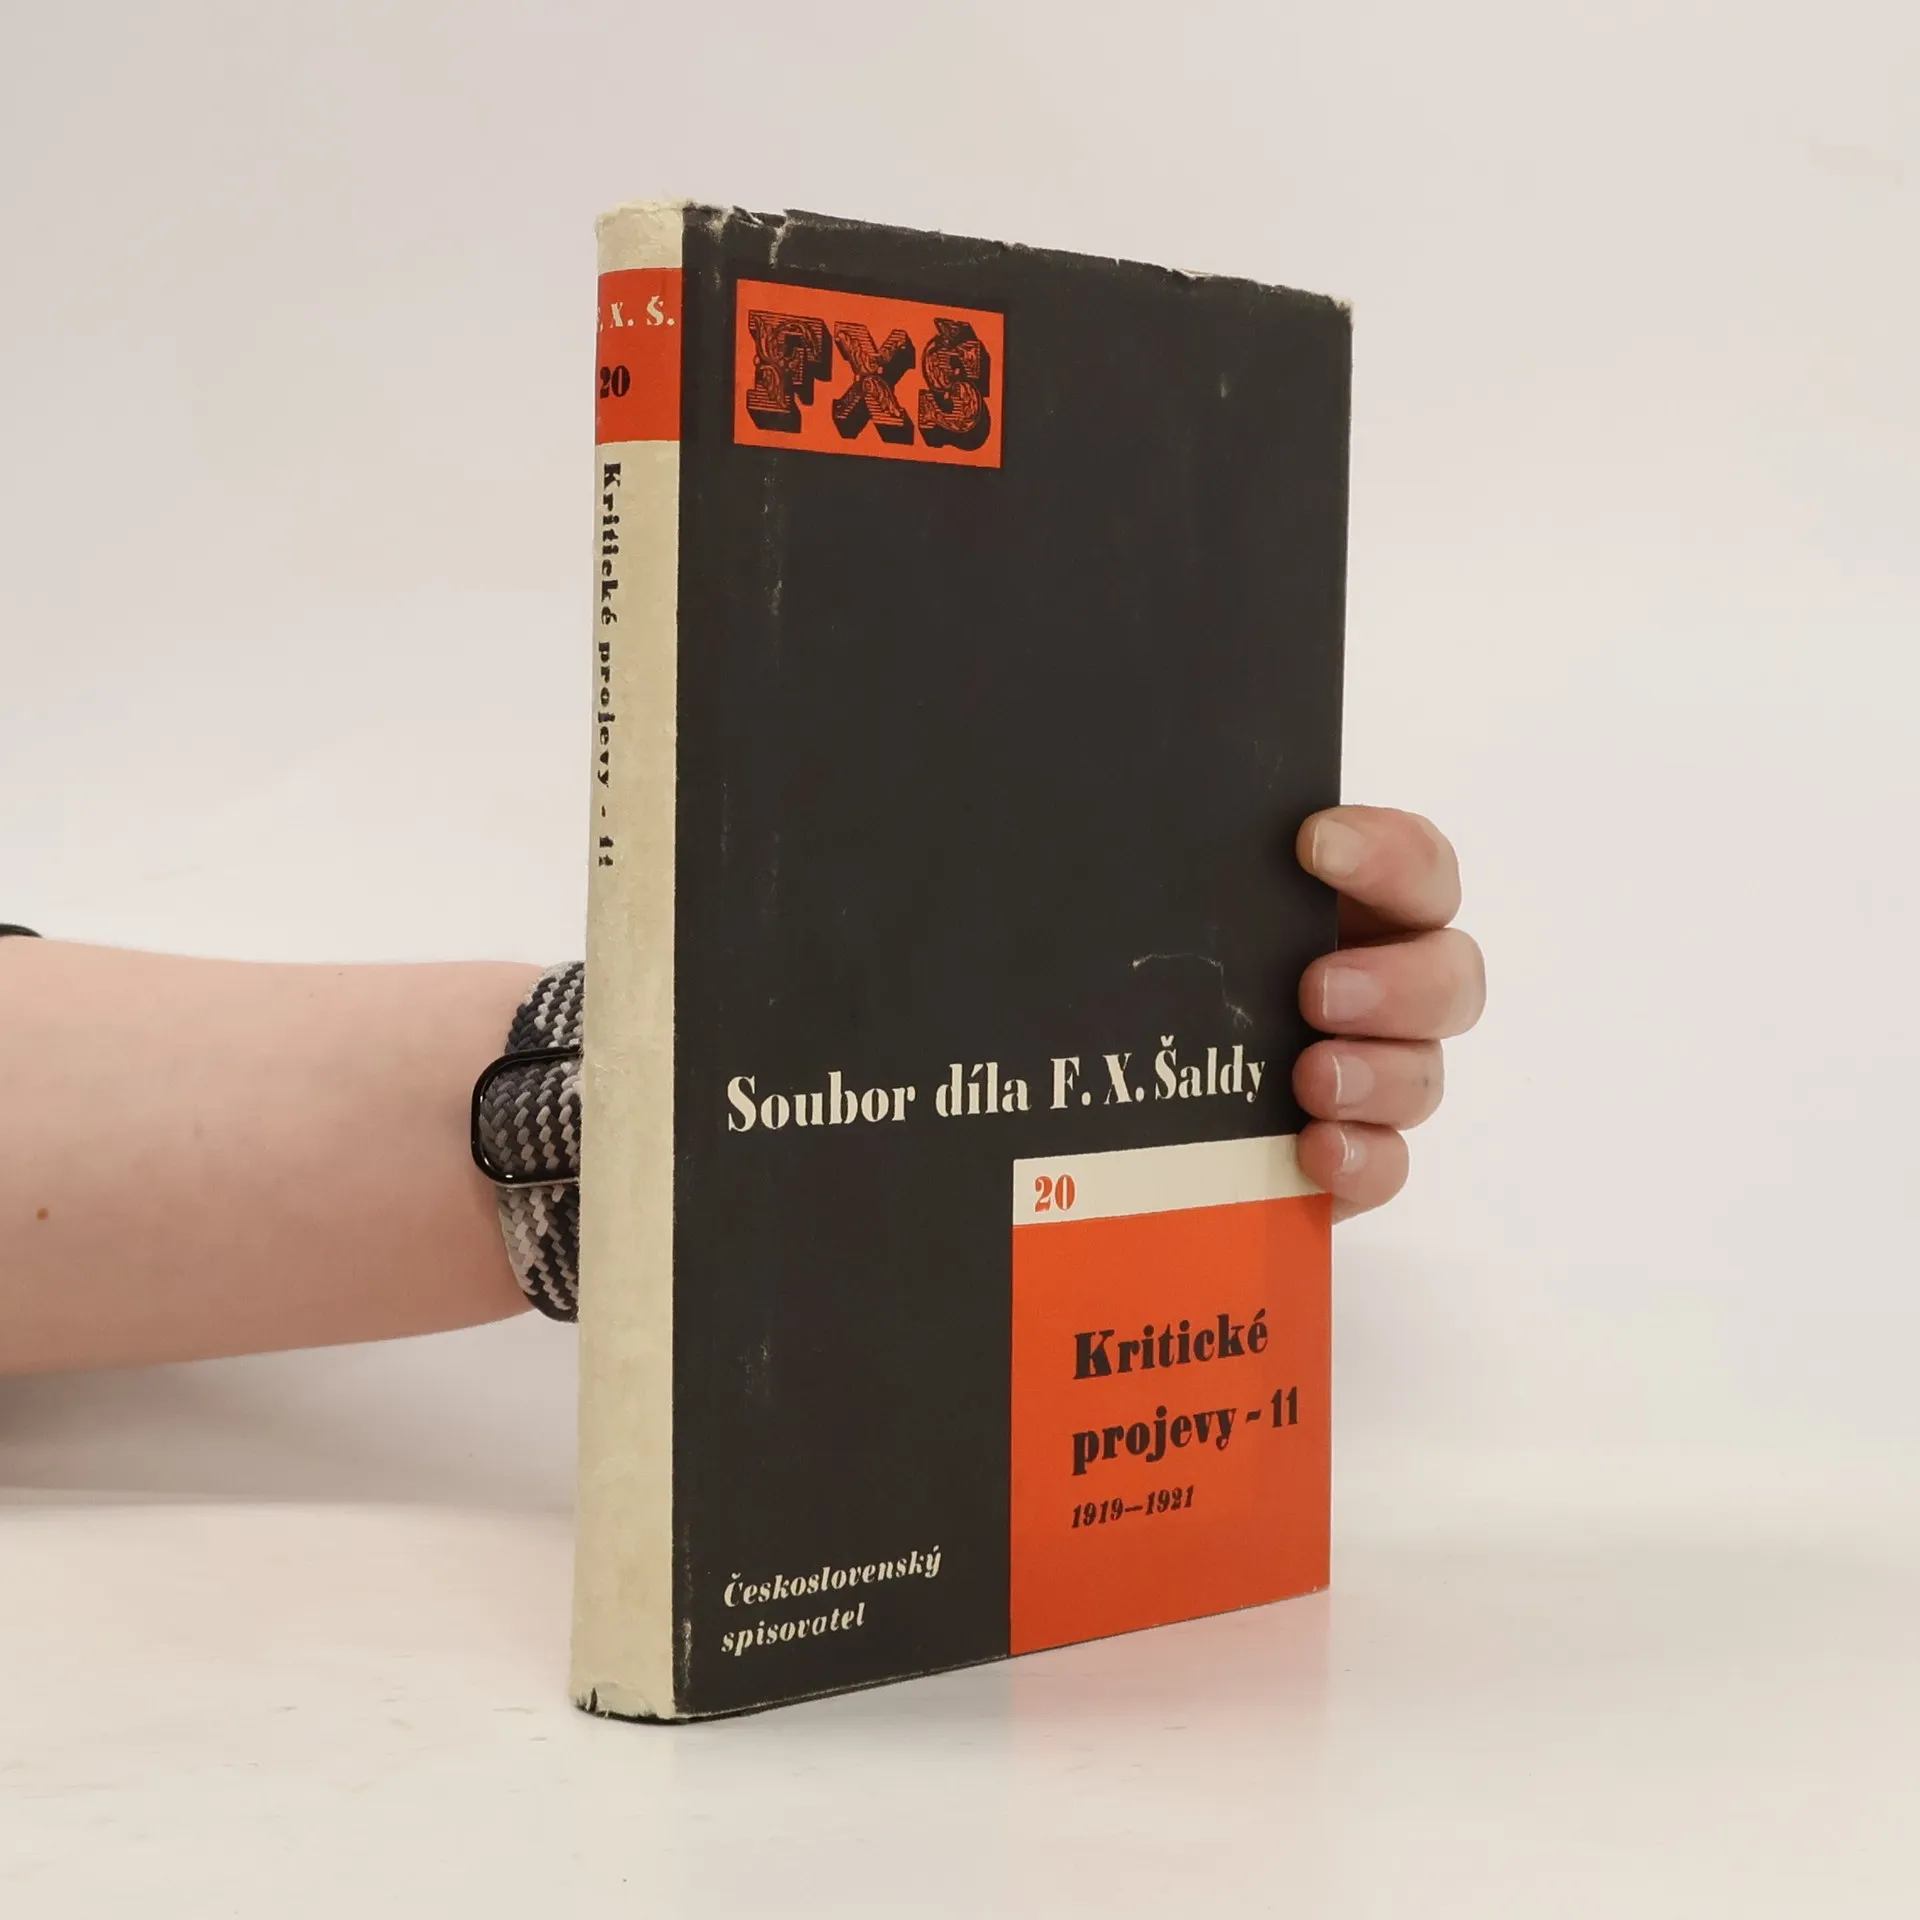 X. Š.
20
Kritické projevy - 11
FXŠ
Soubor díla F. X. Šaldy
20
Kritické
projevy - 11
1919—1921
Československý
spisovatel